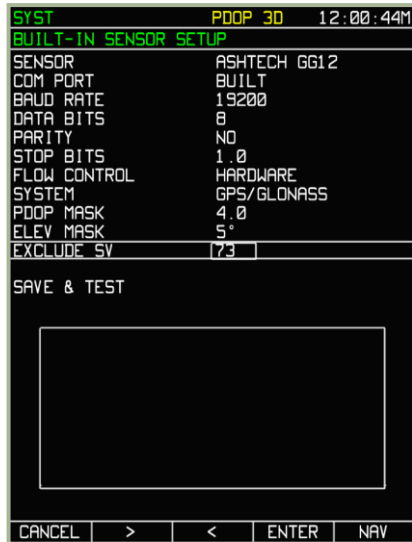 SYST PDOP 3D 12:00:44M
BUILT-IN SENSOR SETUP
SENSOR ASHTECH GG12
COM PORT BUILT
BAUD RATE 19200
DATA BITS 8
PARITY NO
STOP BITS 1.0
FLOW CONTROL HARDWARE
SYSTEM GPS/GLONASS
PDOP MASK 4.0
ELEV MASK 5°
EXCLUDE SV 73
SAVE & TEST
CANCEL > < ENTER NAV